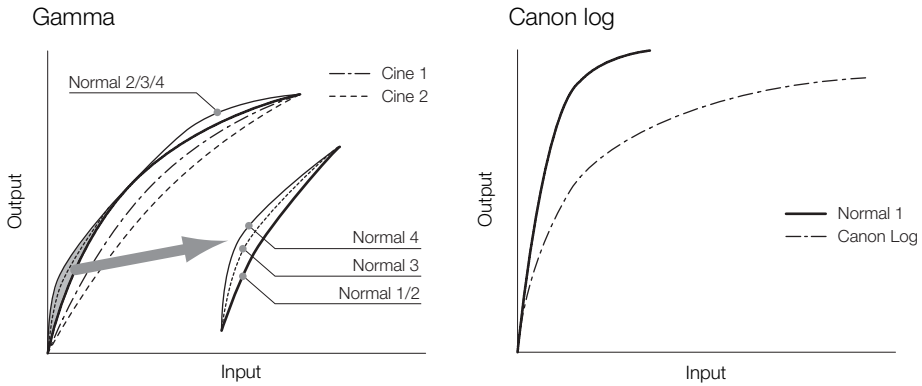 Gamma
Normal 2/3/4
Cine 1
Cine 2
Output
Normal 4
Normal 3
Normal 1/2
Input
Canon log
Output
Normal 1
Canon Log
Input